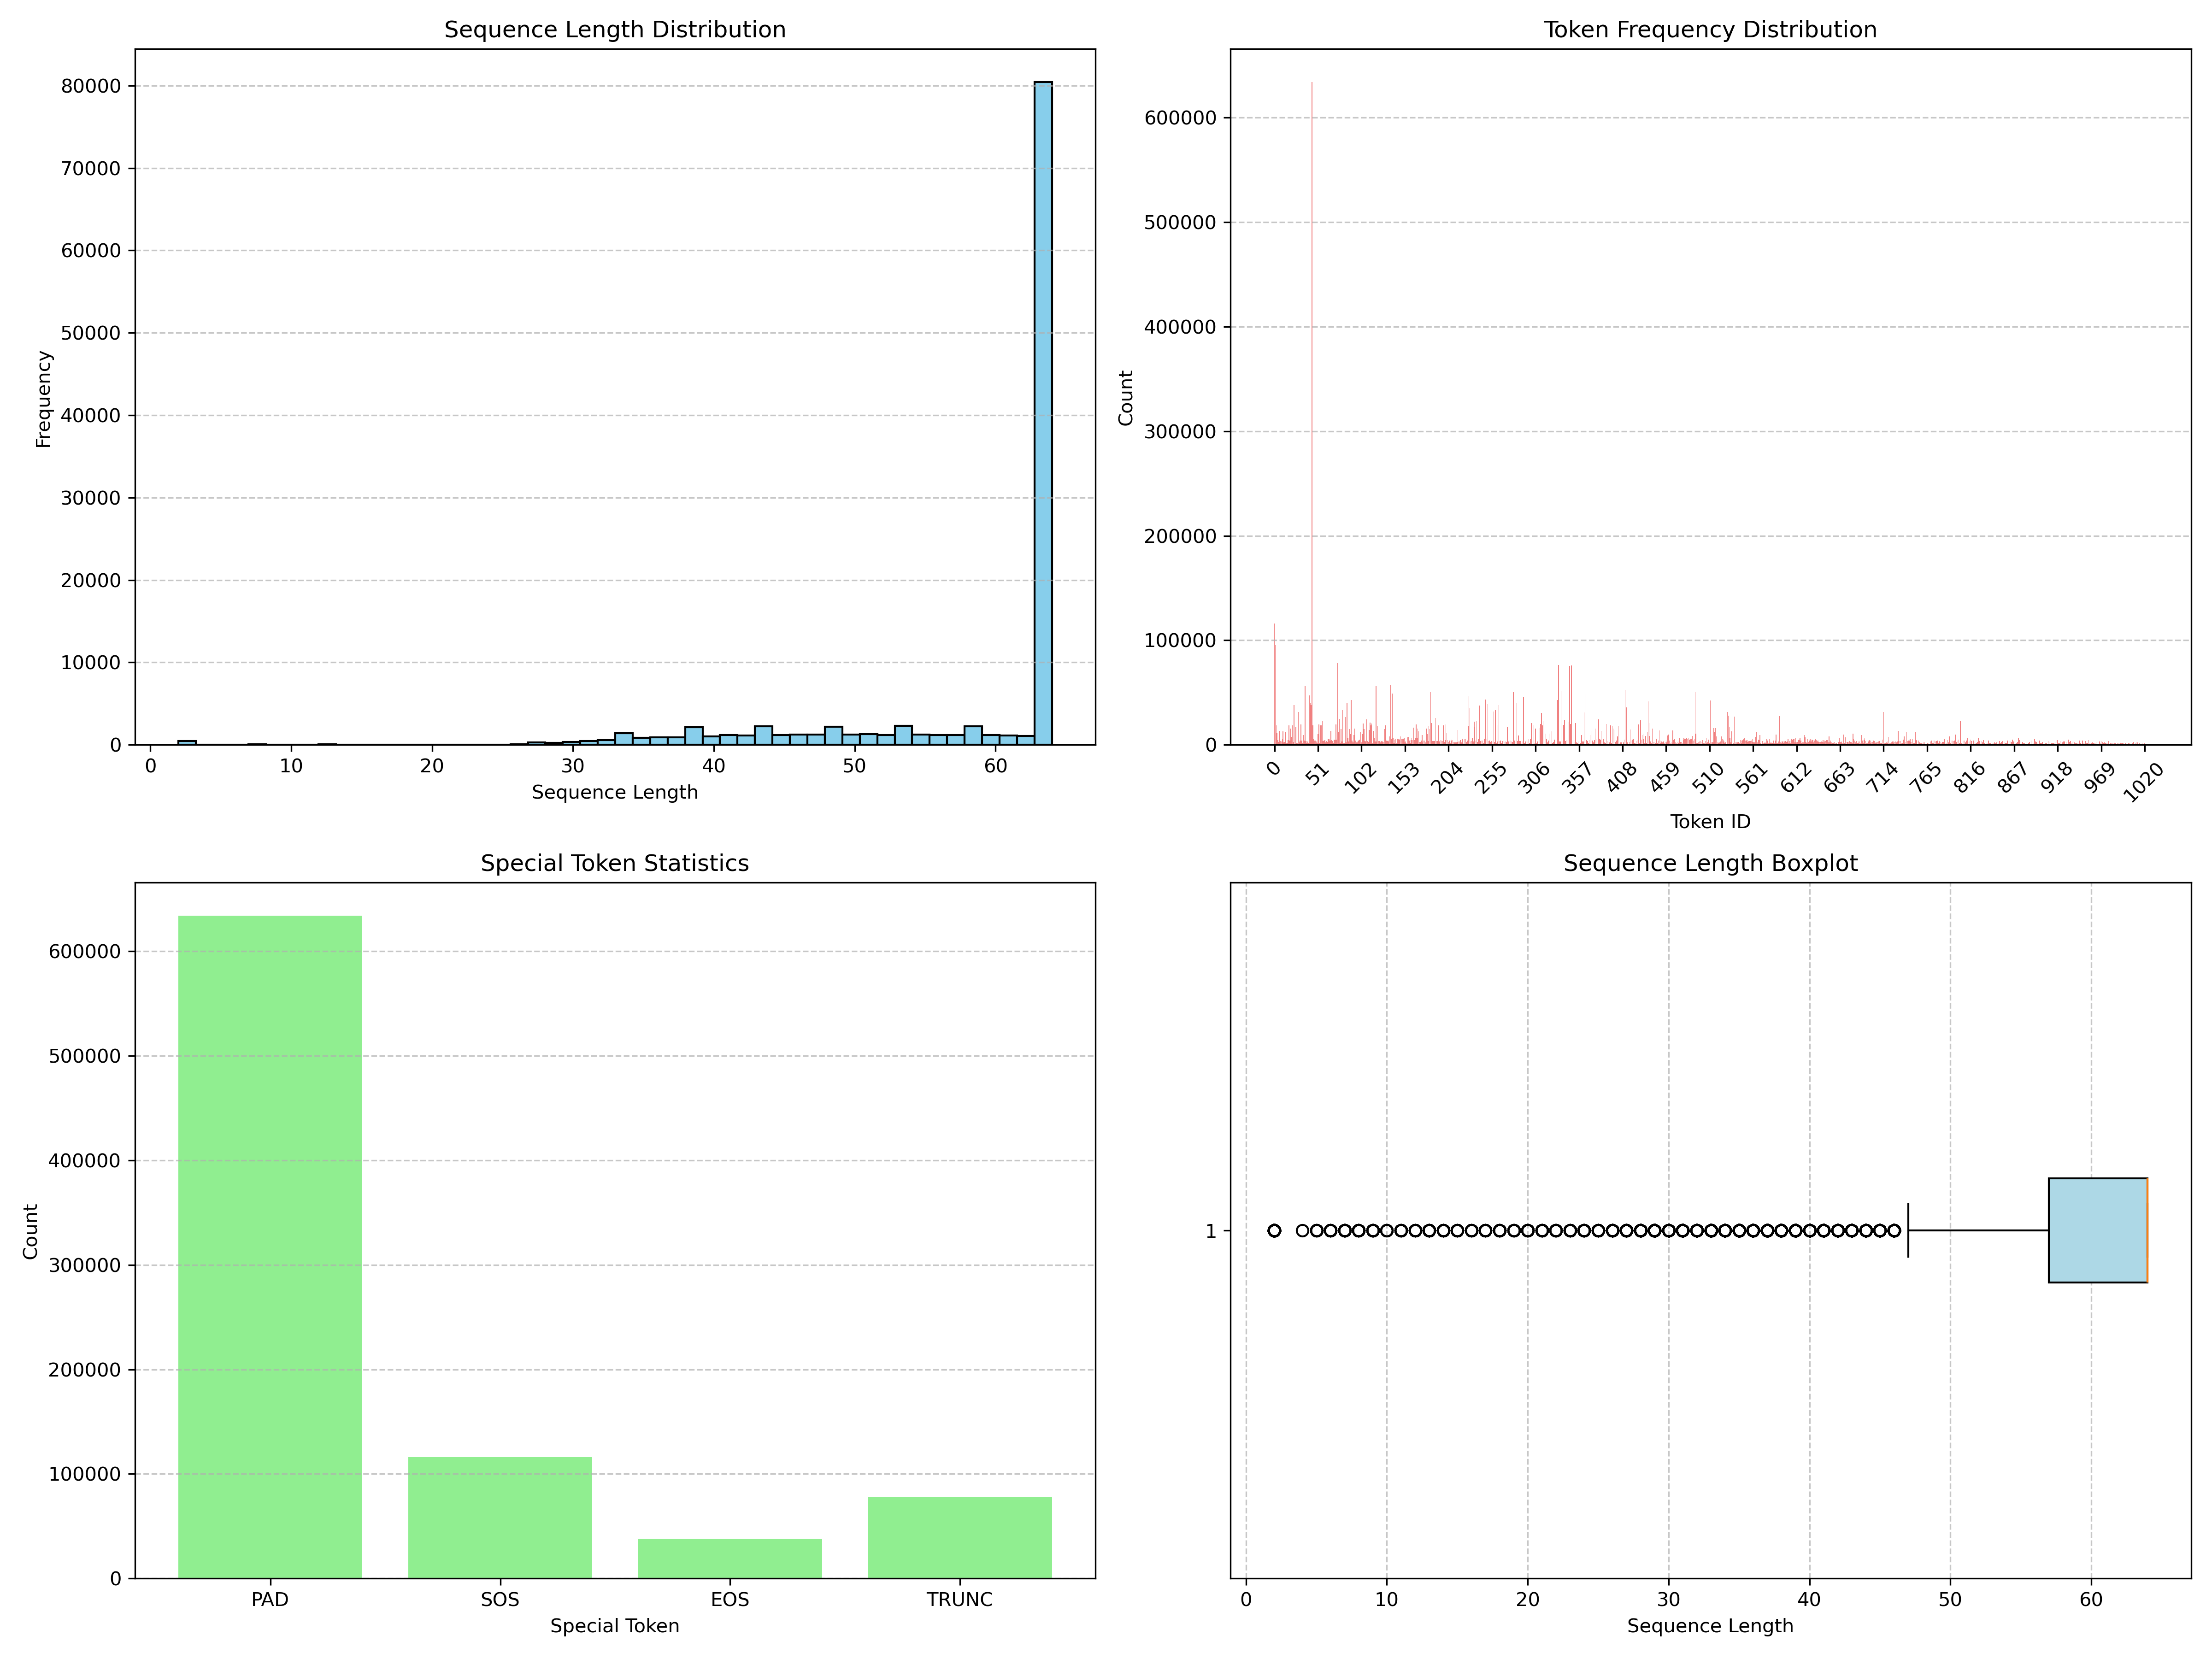 Sequence Length Distribution
80000
70000
60000
50000
40000
30000
20000
10000
0
Frequency
0 10 20 30 40 50 60
Sequence Length
Token Frequency Distribution
600000
500000
400000
300000
200000
100000
0
Count
0 51 102 153 204 255 306 357 408 459 510 561 612 663 714 765 816 867 918 969 1020
Token ID
Special Token Statistics
600000
500000
400000
300000
200000
100000
0
Count
PAD SOS EOS TRUNC
Special Token
Sequence Length Boxplot
1
0 10 20 30 40 50 60
Sequence Length